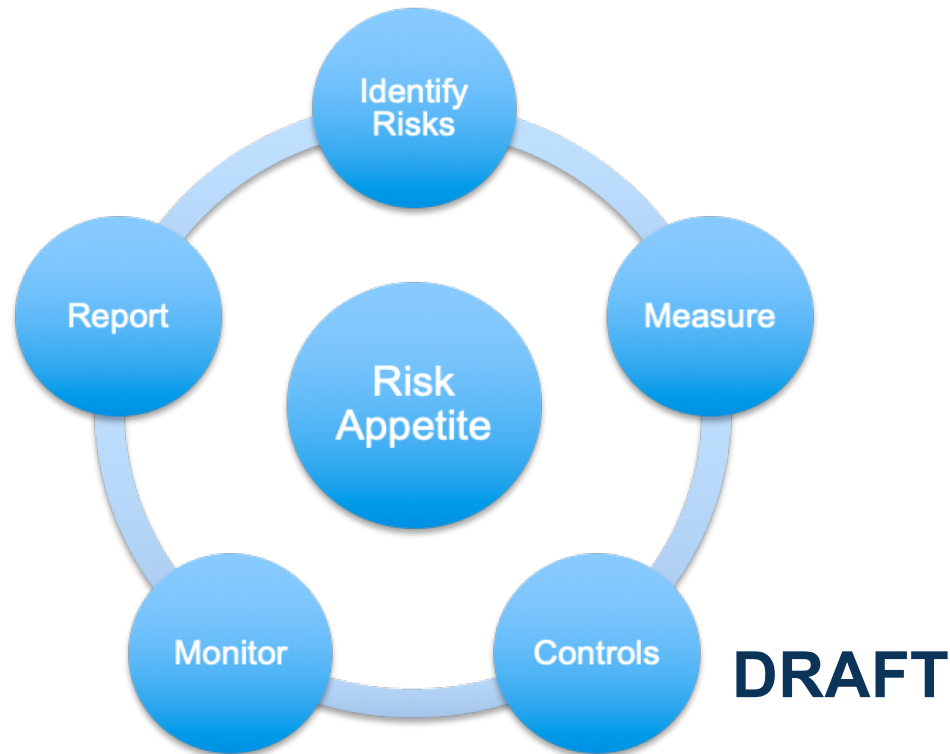 Identify
Risks
Report
Measure
Risk
Appetite
Monitor
Controls
DRAFT